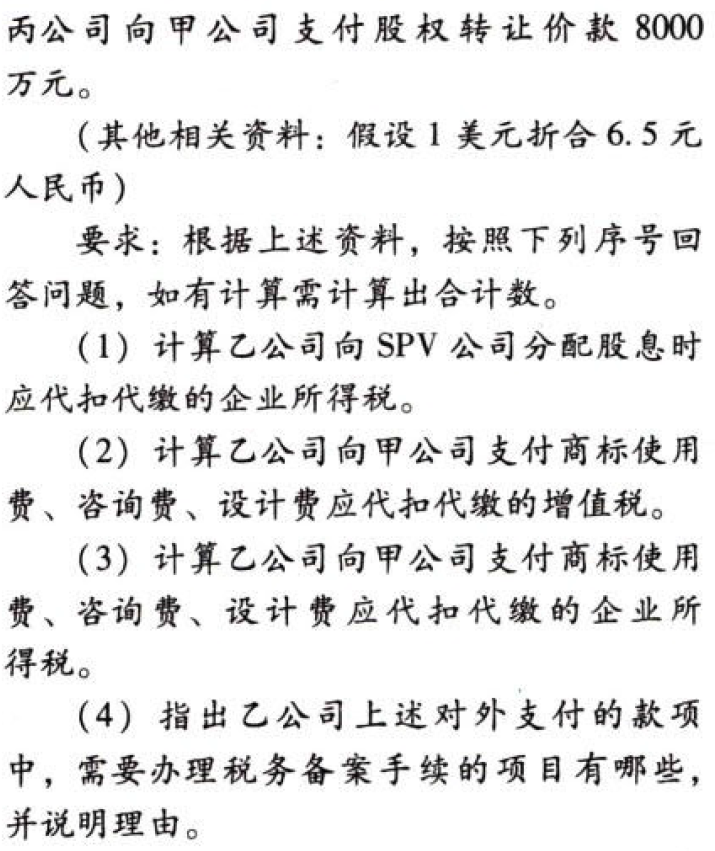 丙公司向甲公司支付股权转让价款 8000
万元。
(其他相关资料：假设 1 美元折合 6.5 元
人民币)
要求：根据上述资料，按照下列序号回
答问题，如有计算需计算出合计数。
(1) 计算乙公司向 SPV 公司分配股息时
应代扣代缴的企业所得税。
(2) 计算乙公司向甲公司支付商标使用
费、咨询费、设计费应代扣代缴的增值税。
(3) 计算乙公司向甲公司支付商标使用
费、咨询费、设计费应代扣代缴的企业所
得税。
(4) 指出乙公司上述对外支付的款项
中，需要办理税务备案手续的项目有哪些，
并说明理由。